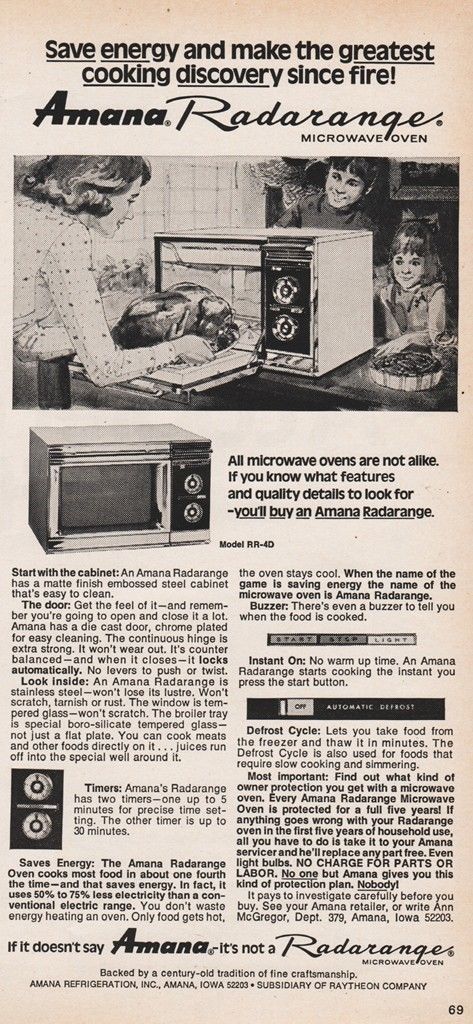 Save energy and make the greatest
cooking discovery since fire!
Amana® Radarange®
MICROWAVE OVEN
All microwave ovens are not alike.
If you know what features
and quality details to look for
-you'll buy an Amana Radarange.
Model RR-4D
Start with the cabinet: An Amana Radarange
has a matte finish embossed steel cabinet
that's easy to clean.
The door: Get the feel of it—and remem-
ber you're going to open and close it a lot.
Amana has a die cast door, chrome plated
for easy cleaning. The continuous hinge is
extra strong. It won't wear out. It's counter
balanced—and when it closes—it locks
automatically. No levers to push or twist.
Look inside: An Amana Radarange is
stainless steel—won't lose its lustre. Won't
scratch, tarnish or rust. The window is tem-
pered glass—won't scratch. The broiler tray
is special boro-silicate tempered glass—
not just a flat plate. You can cook meats
and other foods directly on it . . . juices run
off into the special well around it.
Timers: Amana's Radarange
has two timers—one up to 5
minutes for precise time set-
ting. The other timer is up to
30 minutes.
Saves Energy: The Amana Radarange
Oven cooks most food in about one fourth
the time—and that saves energy. In fact, it
uses 50% to 75% less electricity than a con-
ventional electric range. You don't waste
energy heating an oven. Only food gets hot,
the oven stays cool. When the name of the
game is saving energy the name of the
microwave oven is Amana Radarange.
Buzzer: There's even a buzzer to tell you
when the food is cooked.
START STOP LIGHT
Instant On: No warm up time. An Amana
Radarange starts cooking the instant you
press the start button.
OFF AUTOMATIC DEFROST
Defrost Cycle: Lets you take food from
the freezer and thaw it in minutes. The
Defrost Cycle is also used for foods that
require slow cooking and simmering.
Most important: Find out what kind of
owner protection you get with a microwave
oven. Every Amana Radarange Microwave
Oven is protected for a full five years! If
anything goes wrong with your Radarange
oven in the first five years of household use,
all you have to do is take it to your Amana
servicer and he'll replace any part free. Even
light bulbs. NO CHARGE FOR PARTS OR
LABOR. No one but Amana gives you this
kind of protection plan. Nobody!
It pays to investigate carefully before you
buy. See your Amana retailer, or write Ann
McGregor, Dept. 379, Amana, Iowa 52203.
If it doesn't say Amana®-it's not a Radarange®
MICROWAVE OVEN
Backed by a century-old tradition of fine craftsmanship.
AMANA REFRIGERATION, INC., AMANA, IOWA 52203 • SUBSIDIARY OF RAYTHEON COMPANY
69